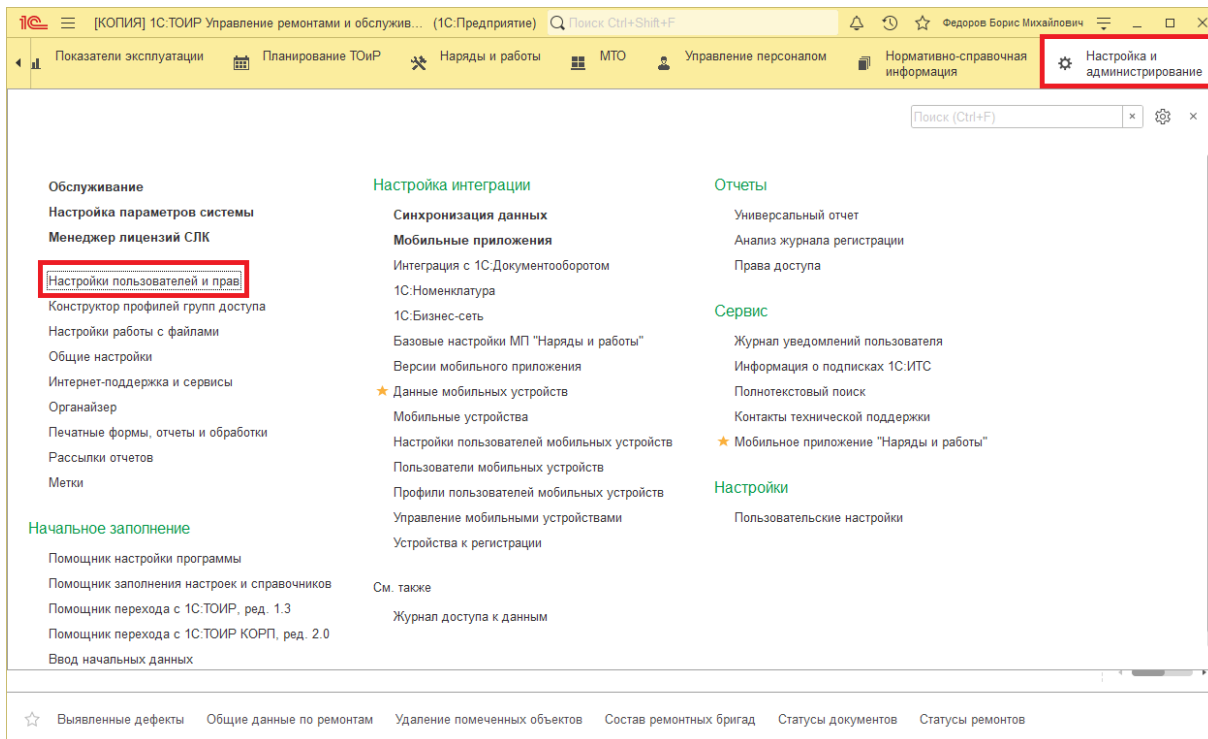 [КОПИЯ] 1С:ТОИР Управление ремонтами и обслужив... (1С:Предприятие) Поиск Ctrl+Shift+F Федоров Борис Михайлович
Показатели эксплуатации
Планирование ТОиР
Наряды и работы
МТО
Управление персоналом
Нормативно-справочная
информация
Настройка и
администрирование
Поиск (Ctrl+F)
Обслуживание
Настройка параметров системы
Менеджер лицензий СЛК
Настройки пользователей и прав
Конструктор профилей групп доступа
Настройки работы с файлами
Общие настройки
Интернет-поддержка и сервисы
Органайзер
Печатные формы, отчеты и обработки
Рассылки отчетов
Метки
Начальное заполнение
Помощник настройки программы
Помощник заполнения настроек и справочников
Помощник перехода с 1С:ТОИР, ред. 1.3
Помощник перехода с 1С:ТОИР КОРП, ред. 2.0
Ввод начальных данных
Настройка интеграции
Синхронизация данных
Мобильные приложения
Интеграция с 1С:Документооборотом
1С:Номенклатура
1С:Бизнес-сеть
Базовые настройки МП "Наряды и работы"
Версии мобильного приложения
Данные мобильных устройств
Мобильные устройства
Настройки пользователей мобильных устройств
Пользователи мобильных устройств
Профили пользователей мобильных устройств
Управление мобильными устройствами
Устройства к регистрации
См. также
Журнал доступа к данным
Отчеты
Универсальный отчет
Анализ журнала регистрации
Права доступа
Сервис
Журнал уведомлений пользователя
Информация о подписках 1С:ИТС
Полнотекстовый поиск
Контакты технической поддержки
Мобильное приложение "Наряды и работы"
Настройки
Пользовательские настройки
Выявленные дефекты Общие данные по ремонтам Удаление помеченных объектов Состав ремонтных бригад Статусы документов Статусы ремонтов